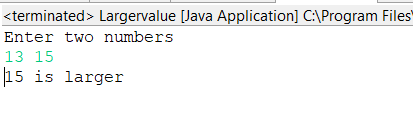 <terminated> Largervalue [Java Application] C:\Program Files\
Enter two numbers
13 15
15 is larger